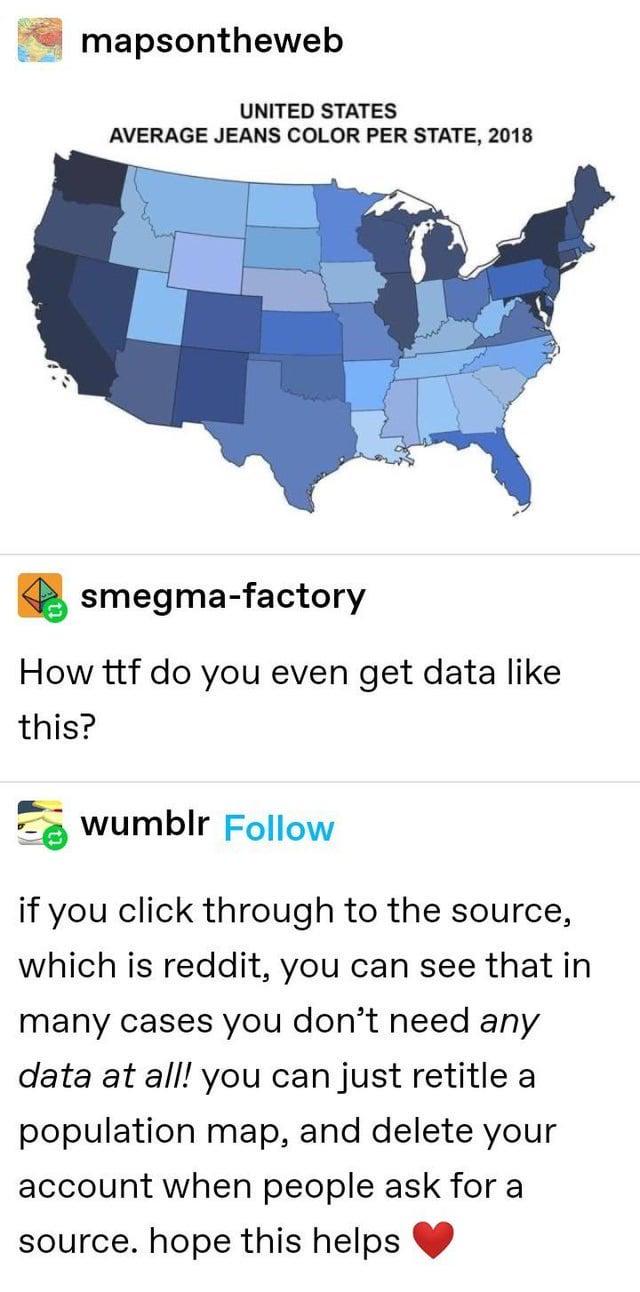 mapsontheweb
UNITED STATES
AVERAGE JEANS COLOR PER STATE, 2018
smegma-factory
How ttf do you even get data like
this?
wumblr Follow
if you click through to the source,
which is reddit, you can see that in
many cases you don’t need any
data at all! you can just retitle a
population map, and delete your
account when people ask for a
source. hope this helps ❤️